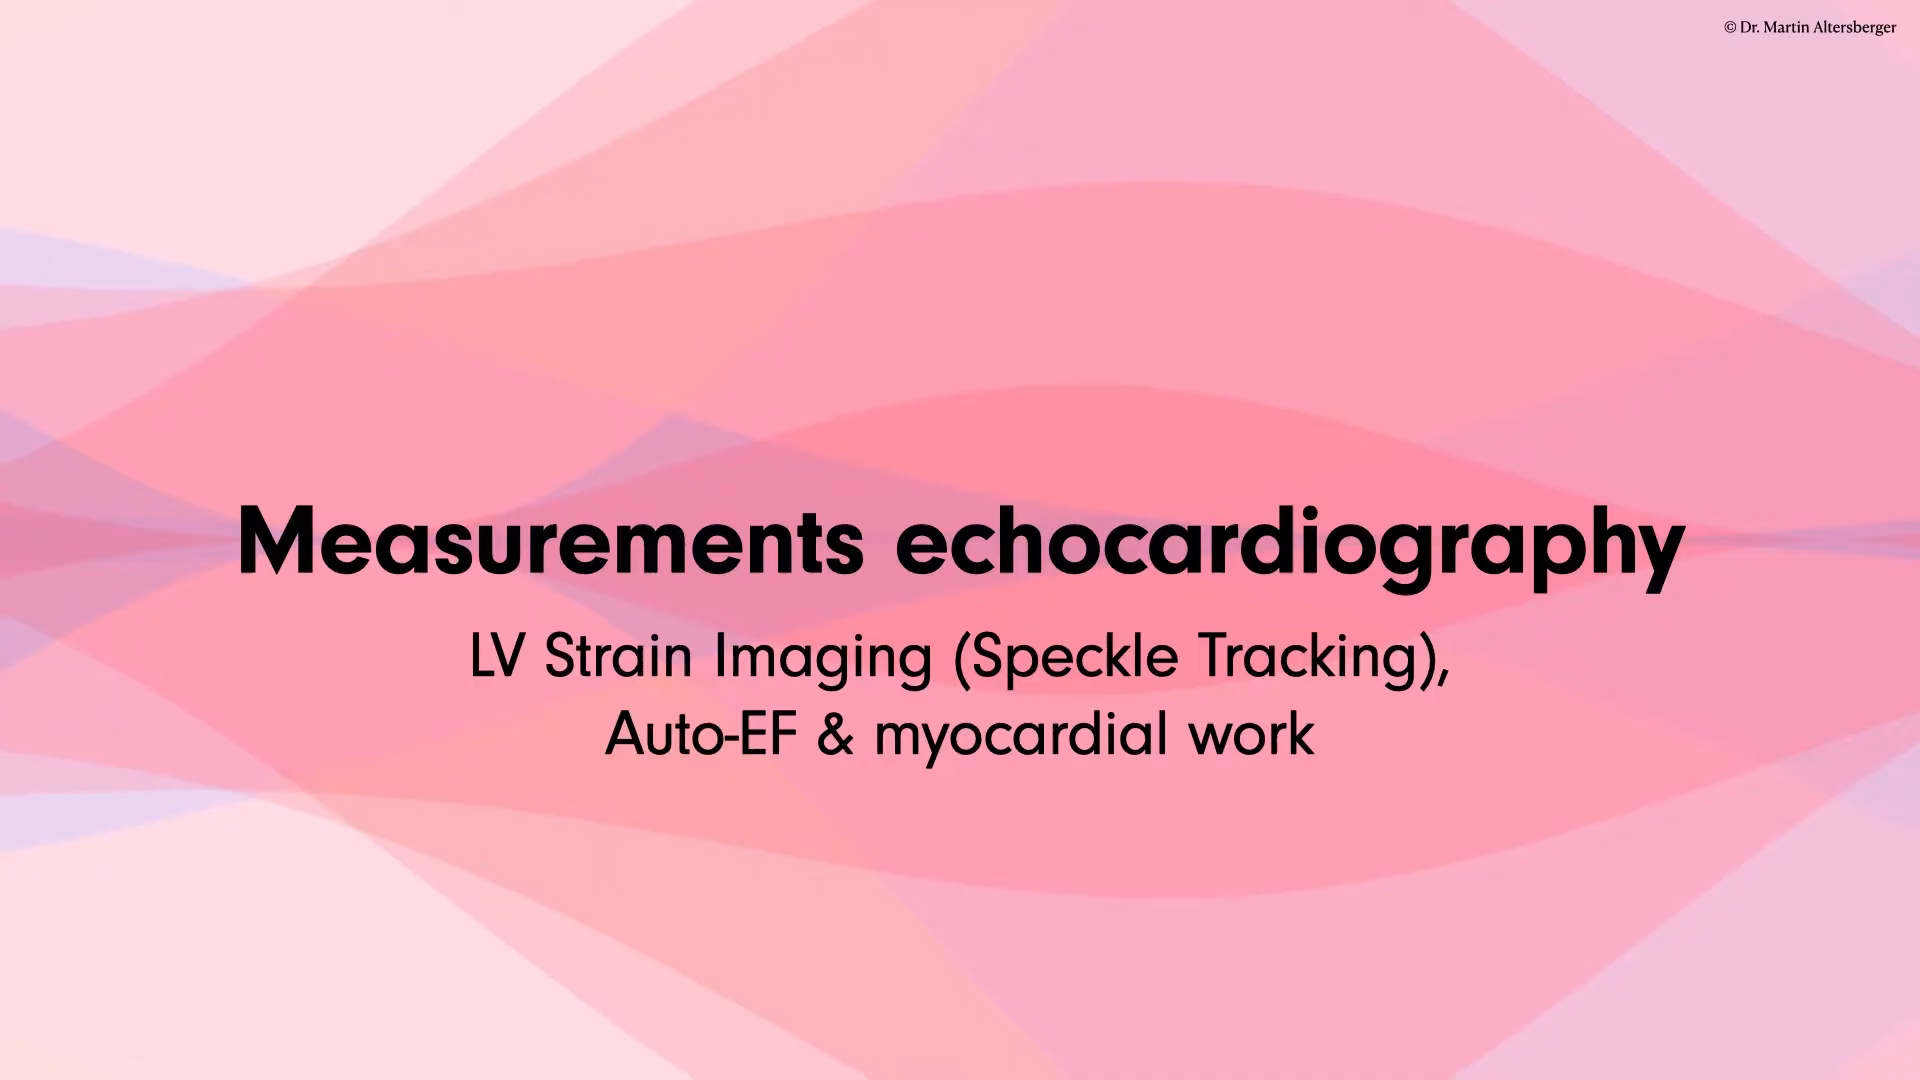 © Dr. Martin Altersberger
Measurements echocardiography
LV Strain Imaging (Speckle Tracking),
Auto-EF & myocardial work